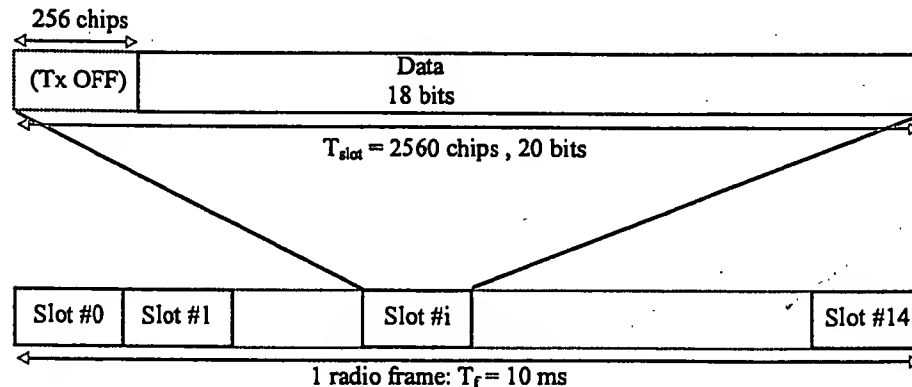 256 chips
(Tx OFF)
Data
18 bits
T_slot = 2560 chips , 20 bits
Slot #0
Slot #1
Slot #i
Slot #14
1 radio frame: T_f = 10 ms